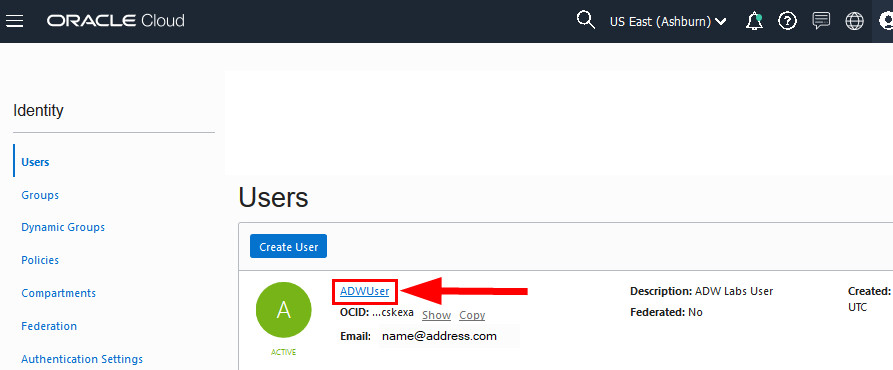 ORACLE Cloud
US East (Ashburn)
Identity
Users
Groups
Dynamic Groups
Policies
Compartments
Federation
Authentication Settings
Users
Create User
A
ACTIVE
ADWUser
OCID: ...cskexa Show Copy
Email: name@address.com
Description: ADW Labs User
Federated: No
Created:
UTC